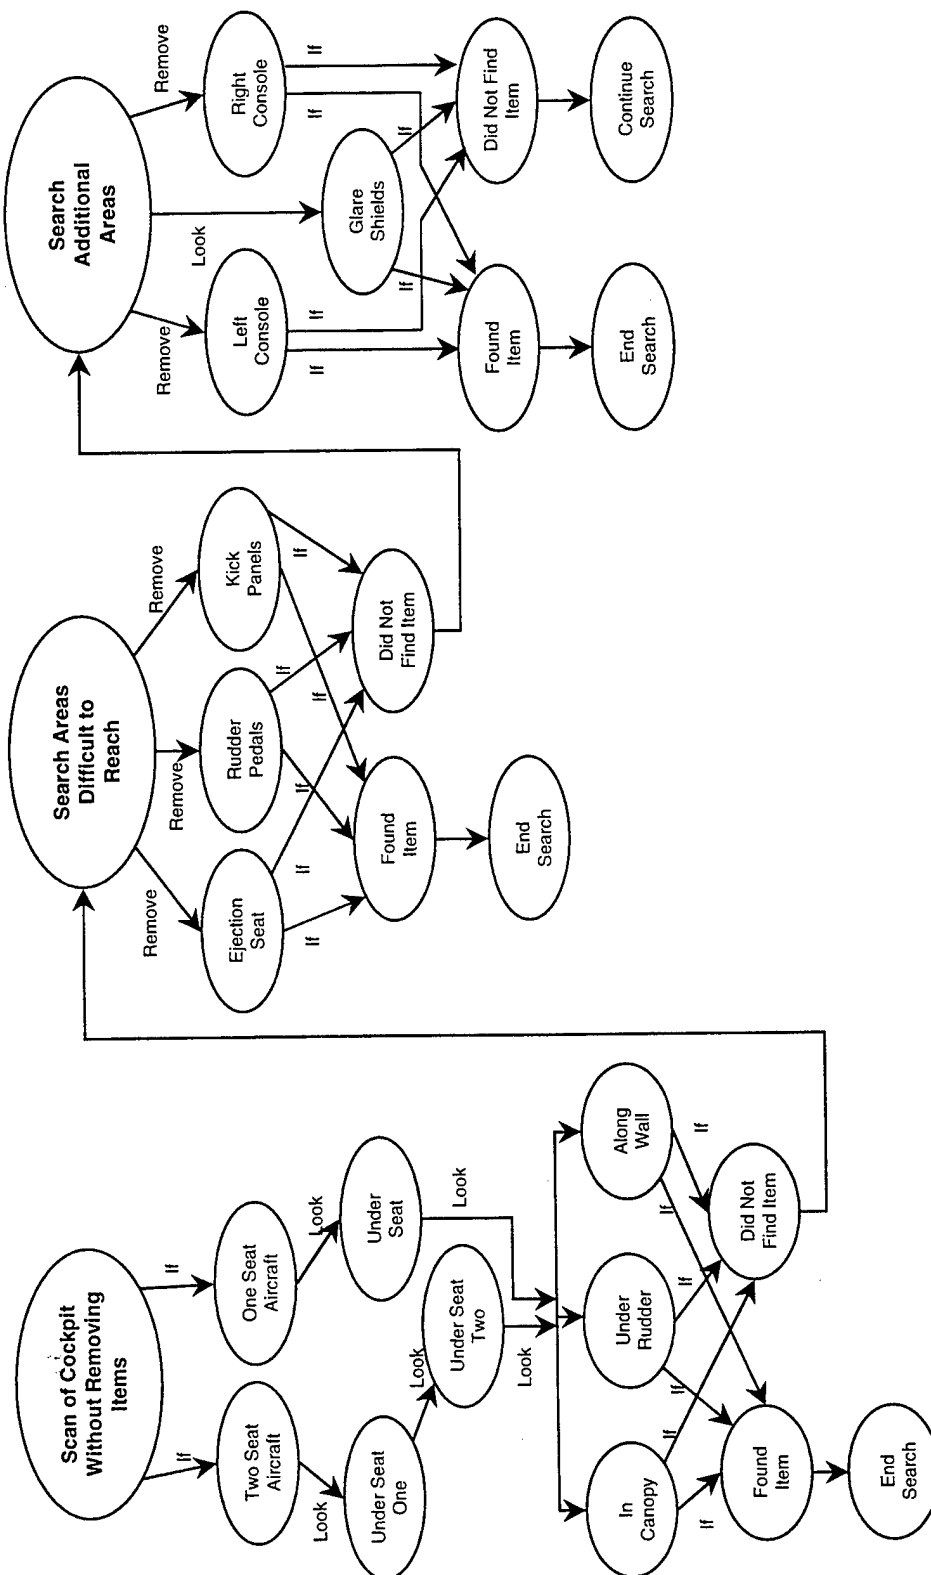 Scan of Cockpit
Without Removing
Items
If
If
Two Seat
Aircraft
One Seat
Aircraft
Look
Look
Under Seat
One
Under
Seat
Look
Under Seat
Two
Look
Look
In
Canopy
Under
Rudder
Along
Wall
If
If
If
If
If
If
Found
Item
Did Not
Find Item
End
Search
Search Areas
Difficult to
Reach
Remove
Remove
Remove
Ejection
Seat
Rudder
Pedals
Kick
Panels
If
If
If
If
If
If
Found
Item
Did Not
Find Item
End
Search
Search
Additional
Areas
Remove
Look
Remove
Left
Console
Right
Console
Glare
Shields
If
If
If
If
If
If
Found
Item
Did Not Find
Item
End
Search
Continue
Search